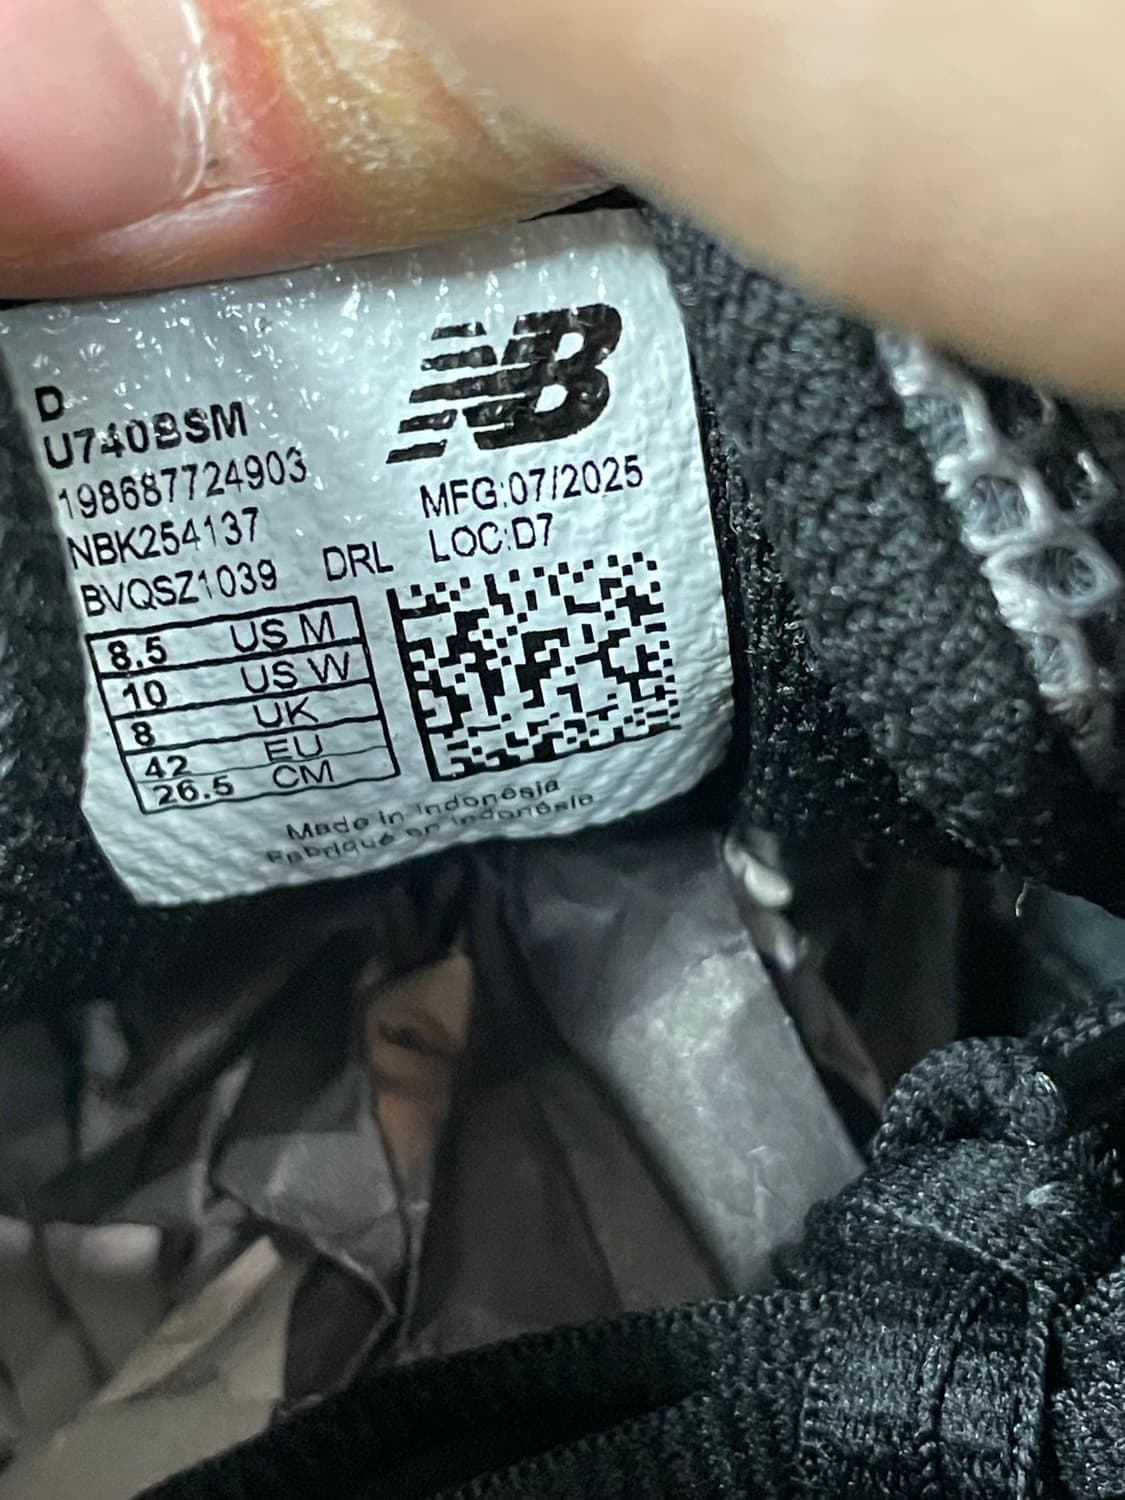 NB
D
U740BSM
198687724903
NBK254137
BVQSZ1039 DRL
MFG:07/2025
LOC:D7
8.5 US M
10 US W
8 UK
42 EU
26.5 CM
Made in Indonesia
Fabriqué en Indonésie